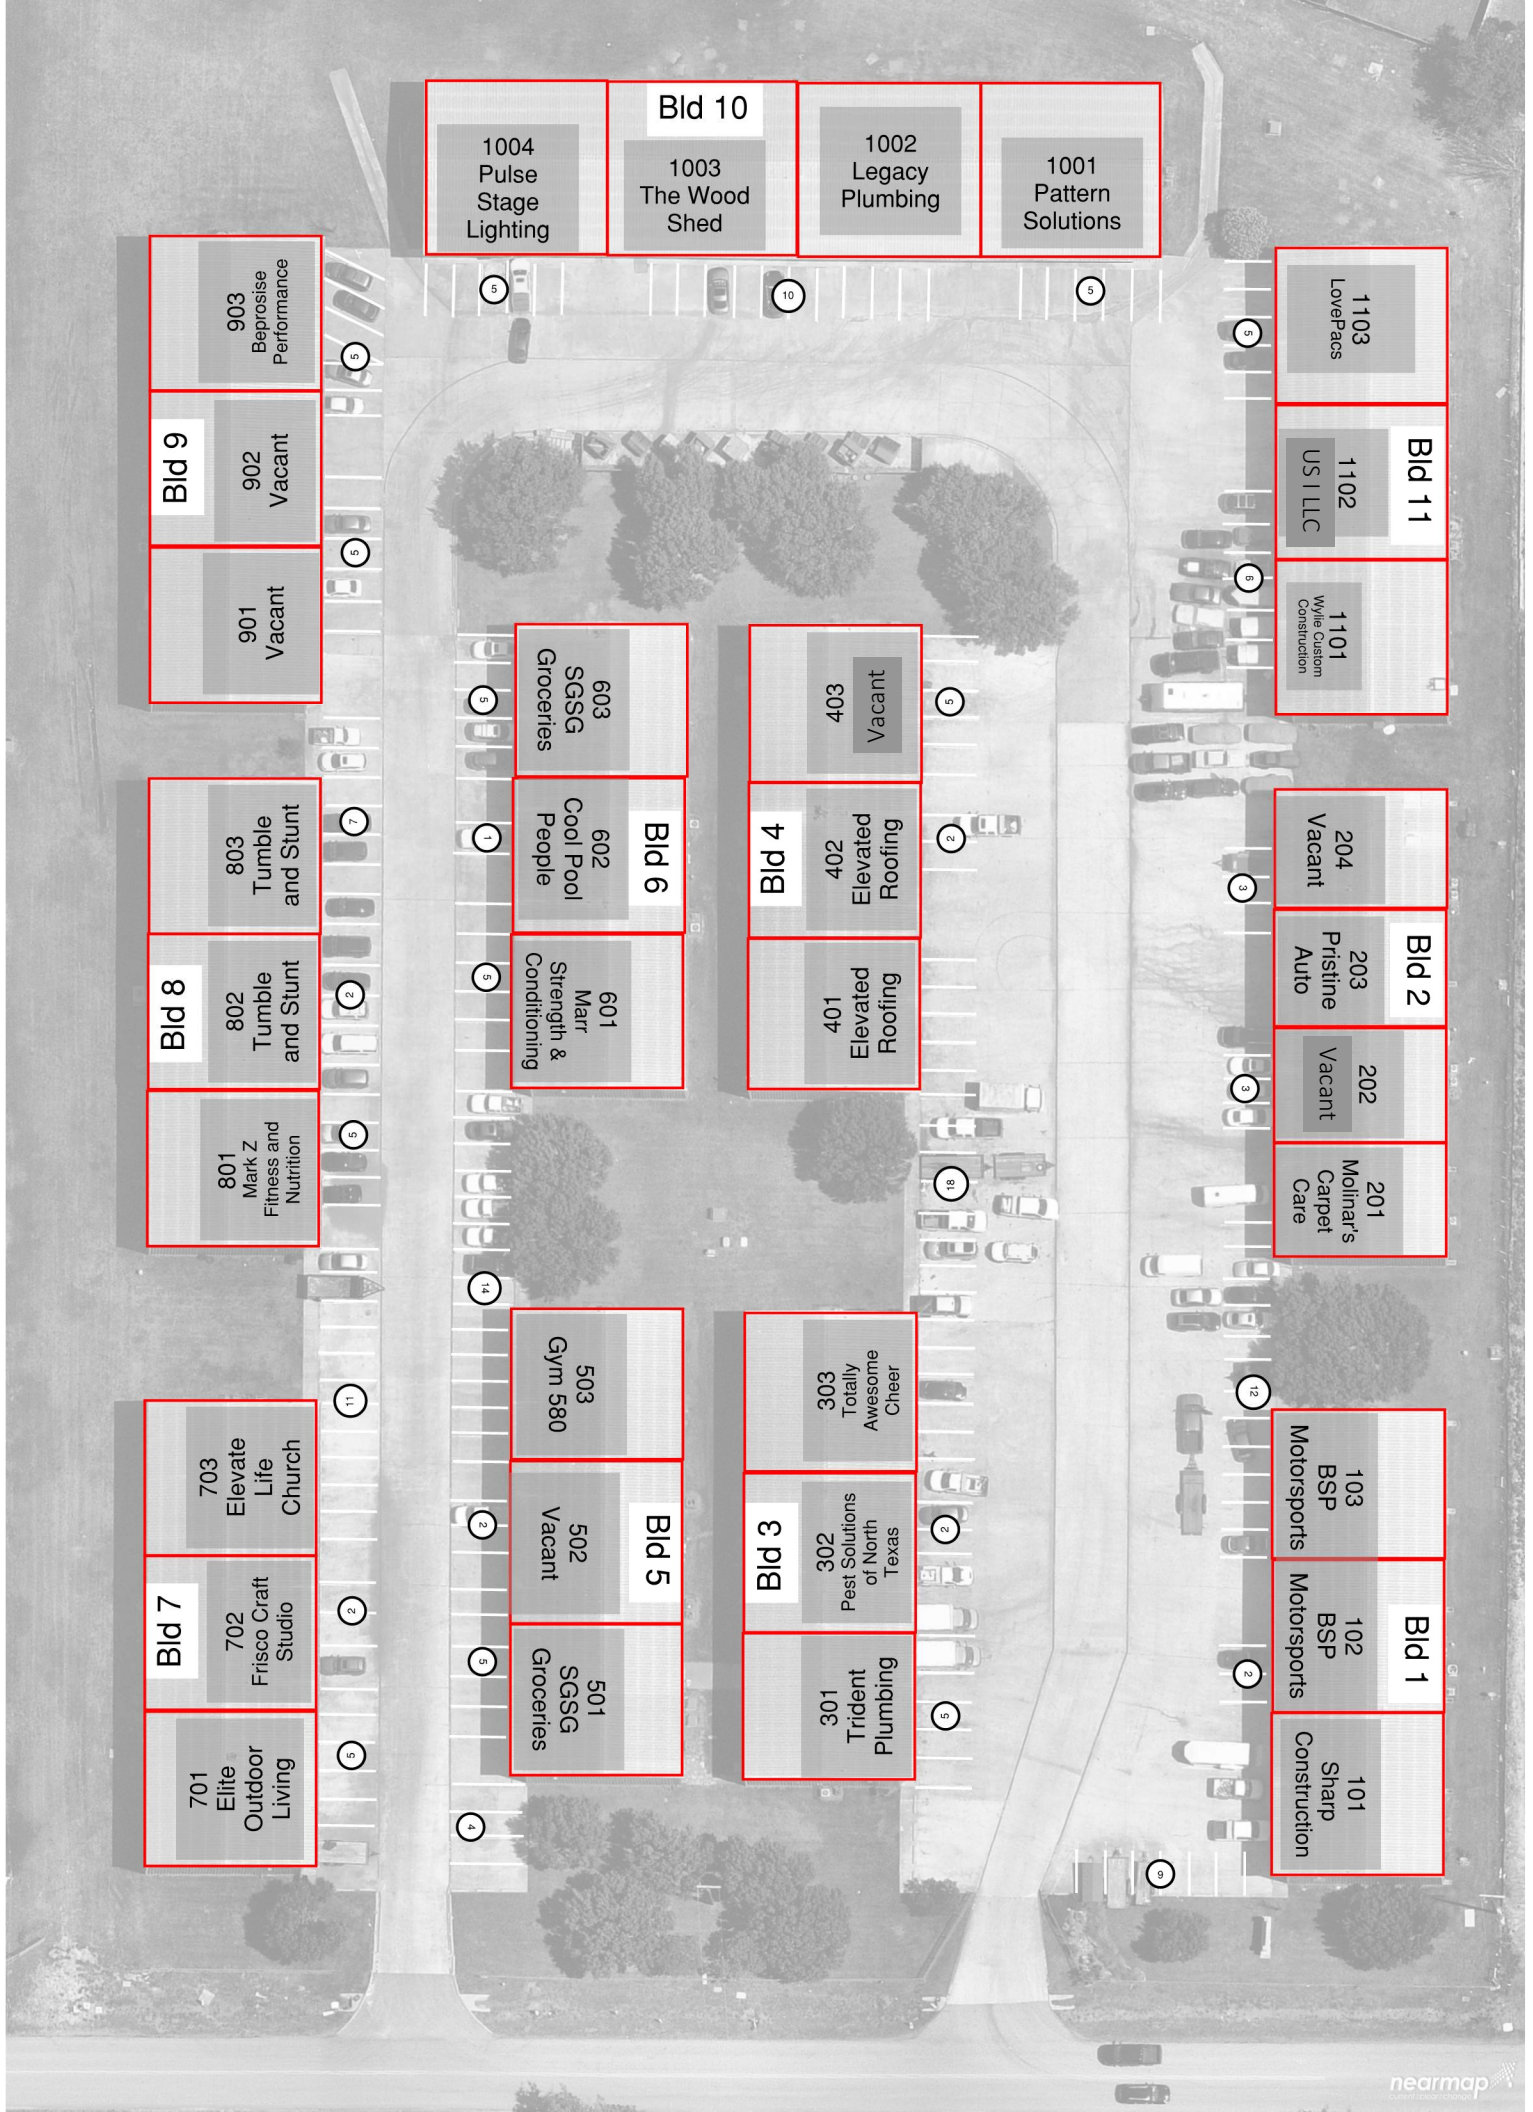 Bld 10
1004
Pulse
Stage
Lighting
1003
The Wood
Shed
1002
Legacy
Plumbing
1001
Pattern
Solutions
5
10
5
Bld 9
903
Beprosise
Performance
902
Vacant
901
Vacant
5
5
Bld 11
1103
LovePacs
1102
US I LLC
1101
Wylie Custom
Construction
5
6
Bld 8
803
Tumble
and Stunt
802
Tumble
and Stunt
801
Mark Z
Fitness and
Nutrition
7
2
5
Bld 6
603
SGSG
Groceries
602
Cool Pool
People
601
Marr
Strength &
Conditioning
5
1
5
Bld 4
403
Vacant
402
Elevated
Roofing
401
Elevated
Roofing
5
2
18
Bld 2
204
Vacant
203
Pristine
Auto
202
Vacant
201
Molinar's
Carpet
Care
3
3
12
Bld 7
703
Elevate
Life
Church
702
Frisco Craft
Studio
701
Elite
Outdoor
Living
11
2
5
Bld 5
503
Gym 580
502
Vacant
501
SGSG
Groceries
14
2
5
4
Bld 3
303
Totally
Awesome
Cheer
302
Pest Solutions
of North
Texas
301
Trident
Plumbing
2
5
Bld 1
103
BSP
Motorsports
102
BSP
Motorsports
101
Sharp
Construction
2
9
nearmap